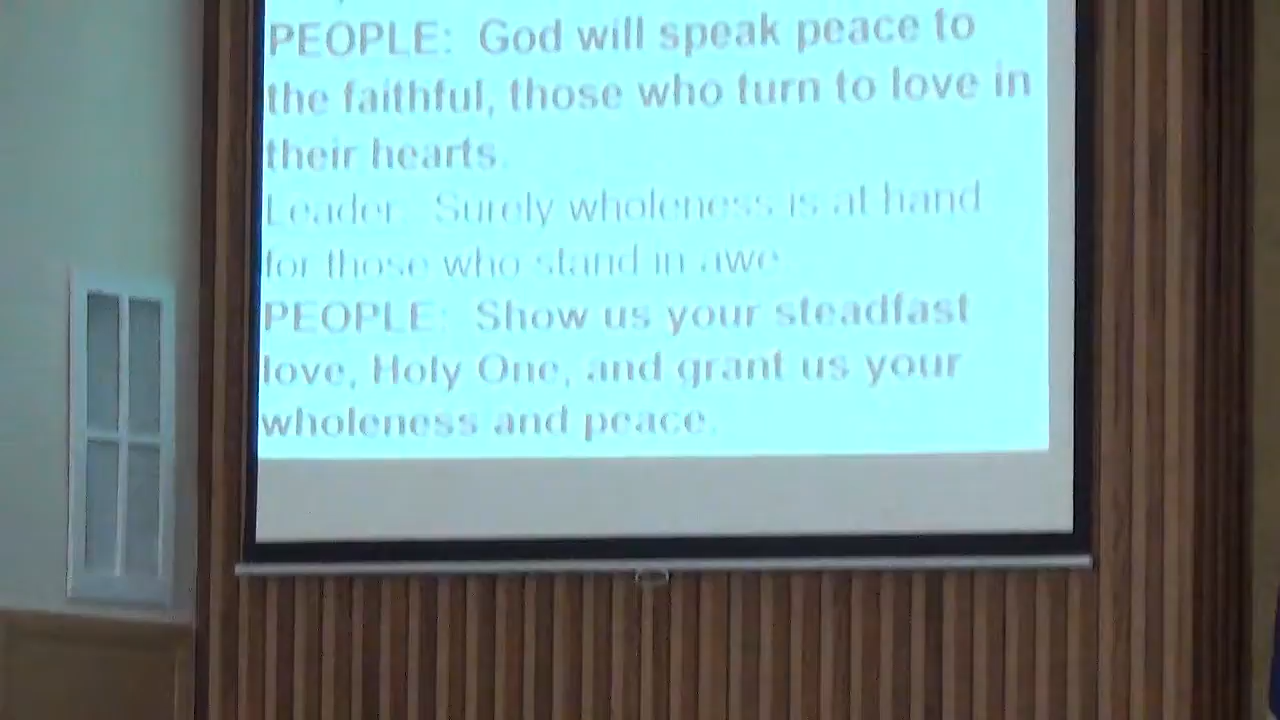 PEOPLE: God will speak peace to
the faithful, those who turn to love in
their hearts.
Leader: Surely wholeness is at hand
for those who stand in awe
PEOPLE: Show us your steadfast
love, Holy One, and grant us your
wholeness and peace.